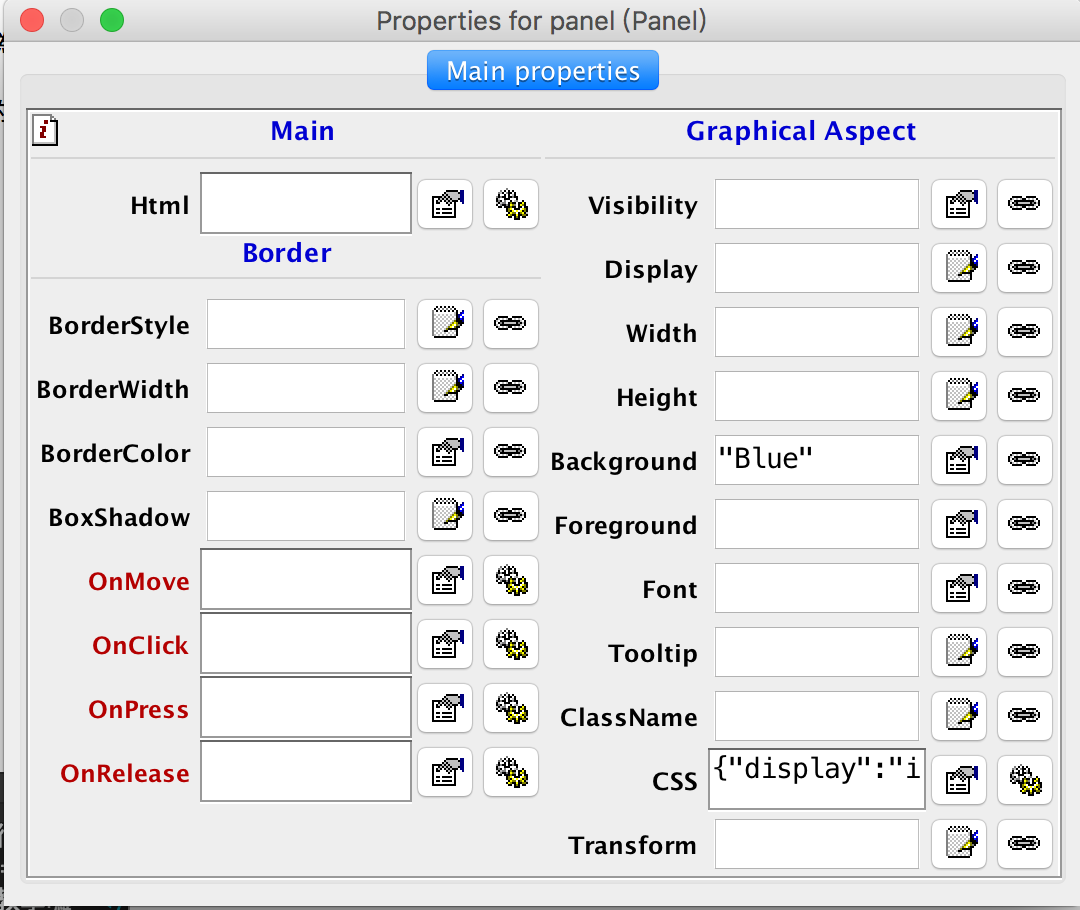 Properties for panel (Panel)
Main properties
Main
Html
Border
BorderStyle
BorderWidth
BorderColor
BoxShadow
OnMove
OnClick
OnPress
OnRelease
Graphical Aspect
Visibility
Display
Width
Height
Background "Blue"
Foreground
Font
Tooltip
ClassName
CSS {"display":"i
Transform